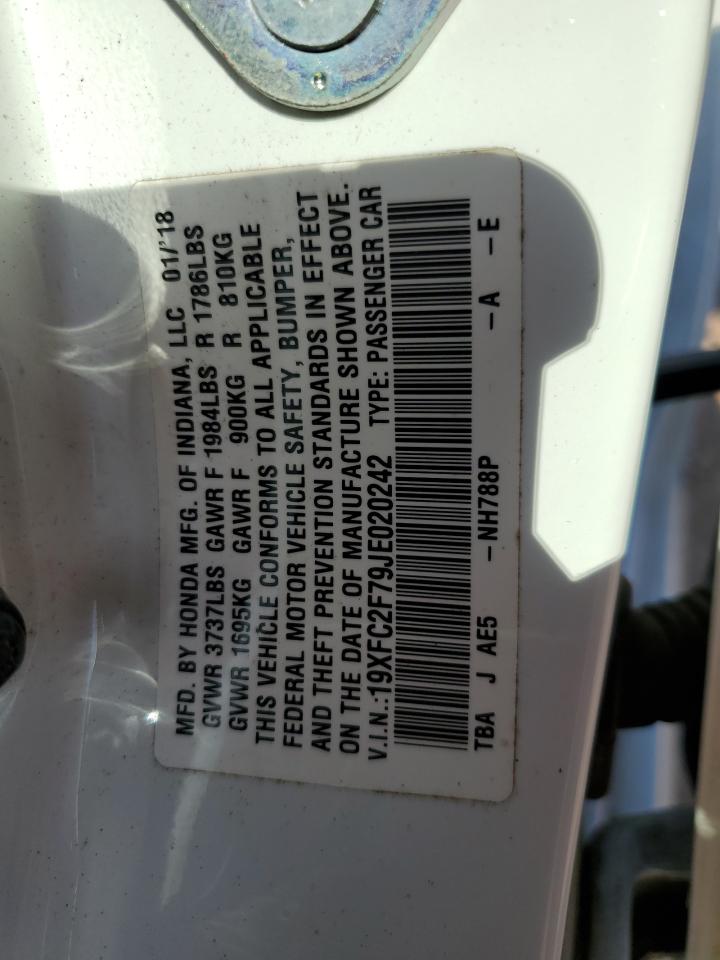 MFD. BY HONDA MFG. OF INDIANA, LLC 01/'18
GVWR 3737LBS GAWR F 1984LBS R 1786LBS
GVWR 1695KG GAWR F 900KG R 810KG
THIS VEHICLE CONFORMS TO ALL APPLICABLE
FEDERAL MOTOR VEHICLE SAFETY, BUMPER,
AND THEFT PREVENTION STANDARDS IN EFFECT
ON THE DATE OF MANUFACTURE SHOWN ABOVE.
V.I.N.:19XFC2F79JE020242 TYPE: PASSENGER CAR
TBA J AE5 -NH788P -A -E